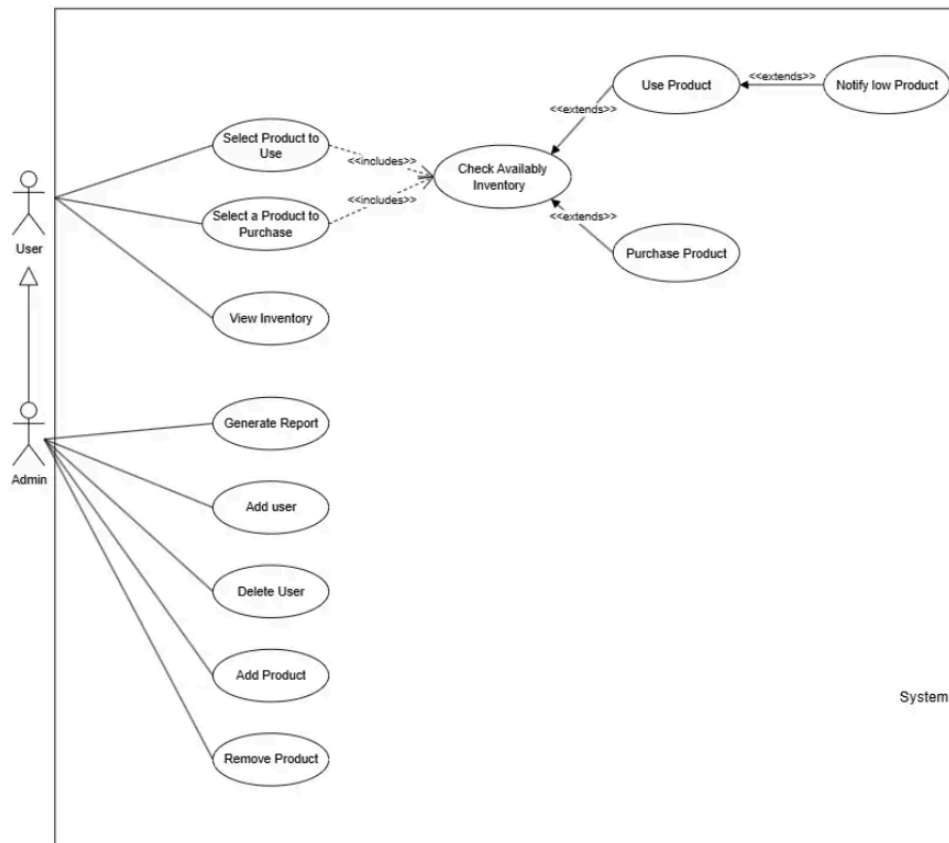 Use Product
<<extends>>
Notify low Product
<<extends>>
Select Product to
Use
<<includes>>
Check Availably
Inventory
User
Select a Product to
Purchase
<<includes>>
<<extends>>
Purchase Product
View Inventory
Admin
Generate Report
Add user
Delete User
Add Product
System
Remove Product